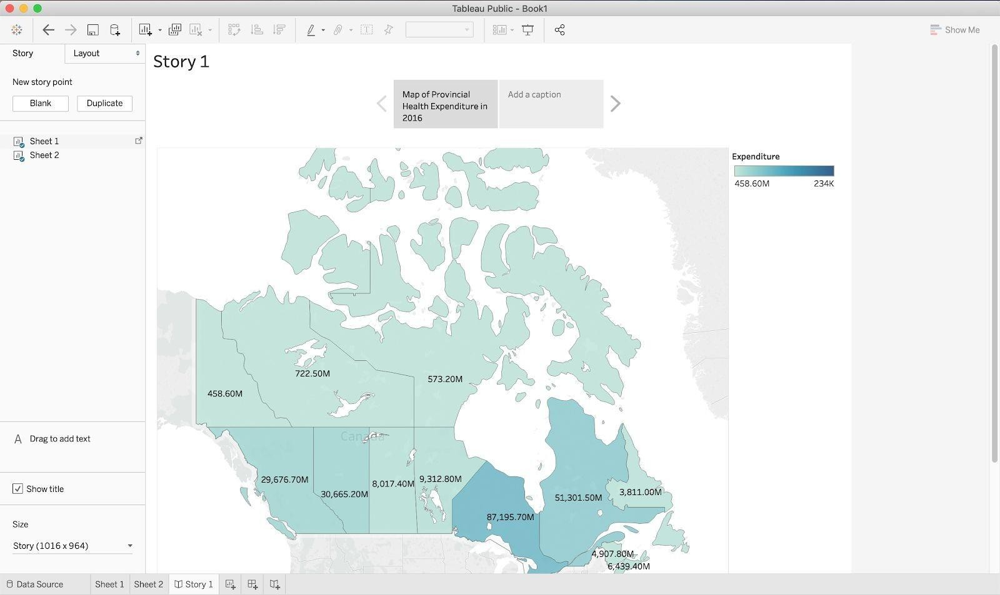 Tableau Public - Book1
Show Me
Story
Layout
New story point
Blank
Duplicate
Sheet 1
Sheet 2
A Drag to add text
Show title
Size
Story (1016 x 964)
Story 1
Map of Provincial
Health Expenditure in
2016
Add a caption
Expenditure
458.60M
234K
722.50M
573.20M
458.60M
Canada
29,676.70M
9,312.80M
8,017.40M
30,665.20M
3,811.00M
51,301.50M
87,195.70M
4,907.80M
6,439.40M
Data Source
Sheet 1
Sheet 2
Story 1